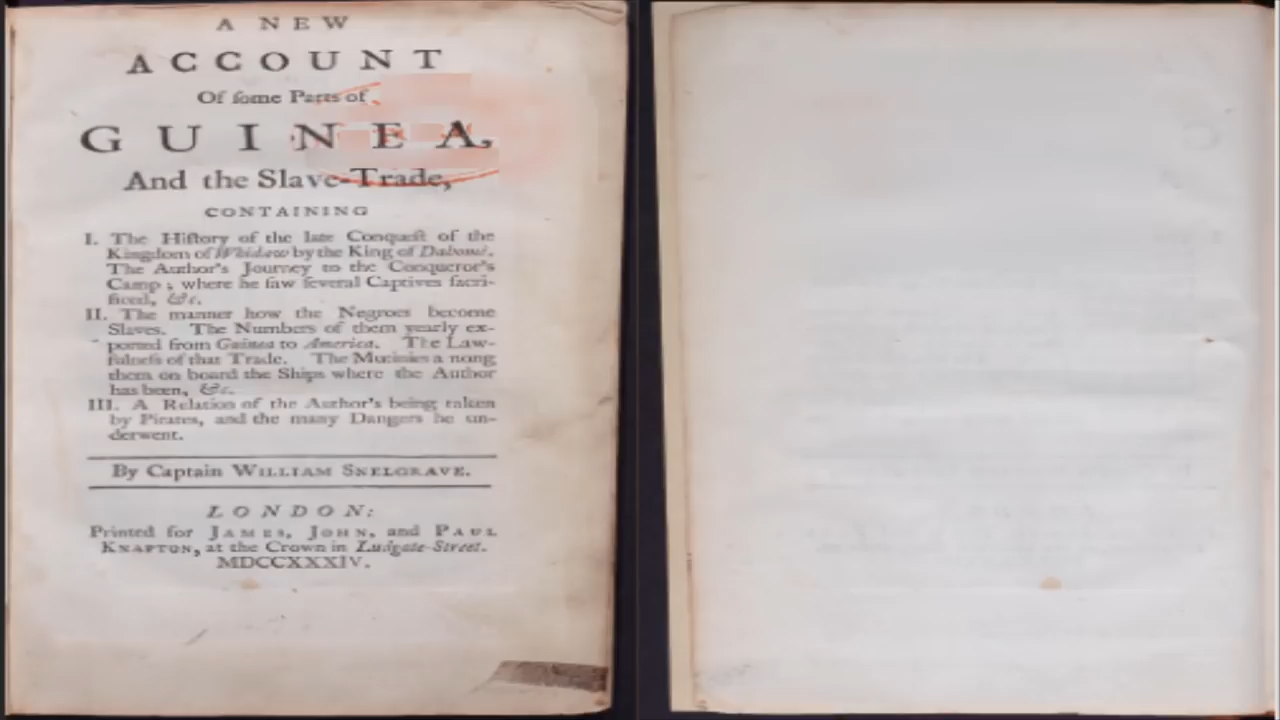 A NEW
ACCOUNT
Of ſome Parts of
GUINEA,
And the Slave-Trade,
CONTAINING
I. The Hiſtory of the late Conqueſt of the
Kingdom of Whidaw by the King of Dahomè.
The Author's Journey to the Conqueror's
Camp; where he ſaw ſeveral Captives ſacri-
ficed, &c.
II. The manner how the Negroes become
Slaves. The Numbers of them yearly ex-
ported from Guinea to America. The Law-
fulneſs of that Trade. The Mutinies among
them on board the Ships where the Author
has been, &c.
III. A Relation of the Author's being taken
by Pirates, and the many Dangers he un-
derwent.
By Captain WILLIAM SNELGRAVE.
LONDON:
Printed for JAMES, JOHN, and PAUL
KNAPTON, at the Crown in Ludgate-Street.
MDCCXXXIV.